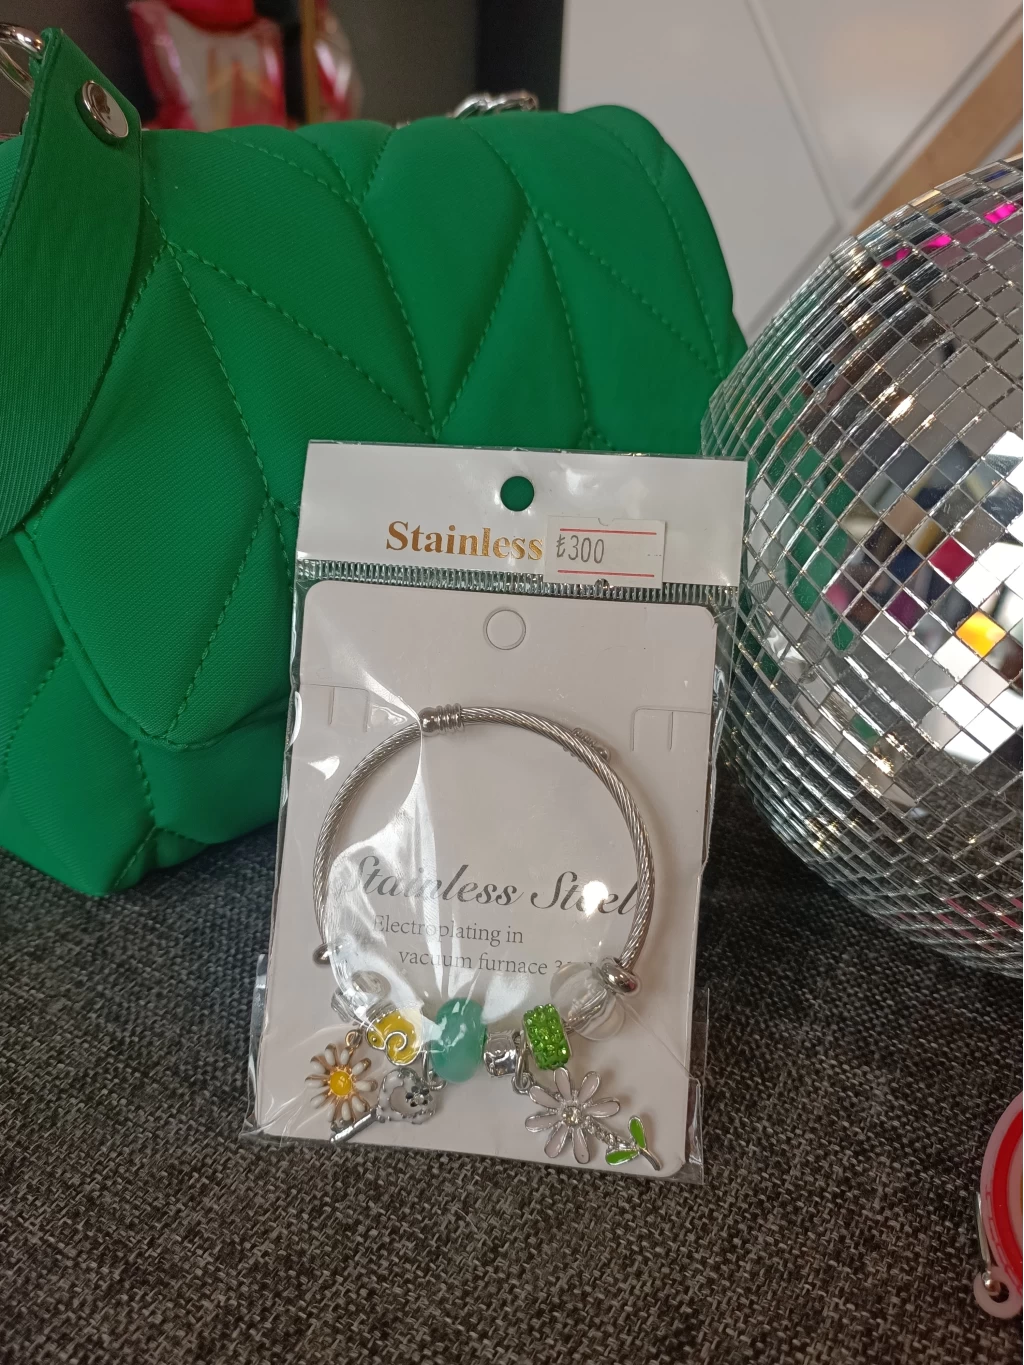 Stainless
₺300
Stainless Steel
Electroplating in
vacuum furnace